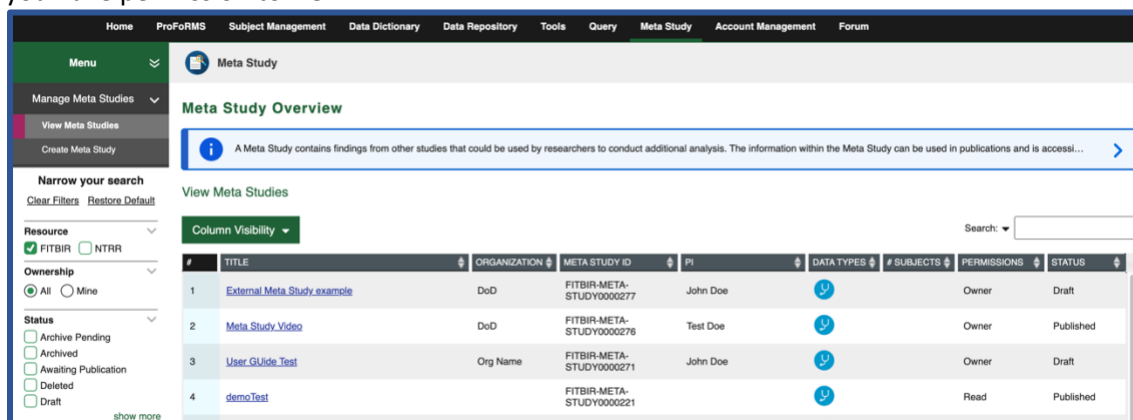 Home ProFoRMS Subject Management Data Dictionary Data Repository Tools Query Meta Study Account Management Forum
Menu
Meta Study
Manage Meta Studies
View Meta Studies
Create Meta Study
Meta Study Overview
A Meta Study contains findings from other studies that could be used by researchers to conduct additional analysis. The information within the Meta Study can be used in publications and is accessi...
Narrow your search
Clear Filters Restore Default
View Meta Studies
Resource
FITBIR NTRR
Ownership
All Mine
Status
Archive Pending
Archived
Awaiting Publication
Deleted
Draft
show more
Column Visibility
Search:
# TITLE ORGANIZATION META STUDY ID PI DATA TYPES # SUBJECTS PERMISSIONS STATUS
1 External Meta Study example DoD FITBIR-META-STUDY0000277 John Doe Owner Draft
2 Meta Study Video DoD FITBIR-META-STUDY0000276 Test Doe Owner Published
3 User GUide Test Org Name FITBIR-META-STUDY0000271 John Doe Owner Draft
4 demoTest FITBIR-META-STUDY0000221 Read Published